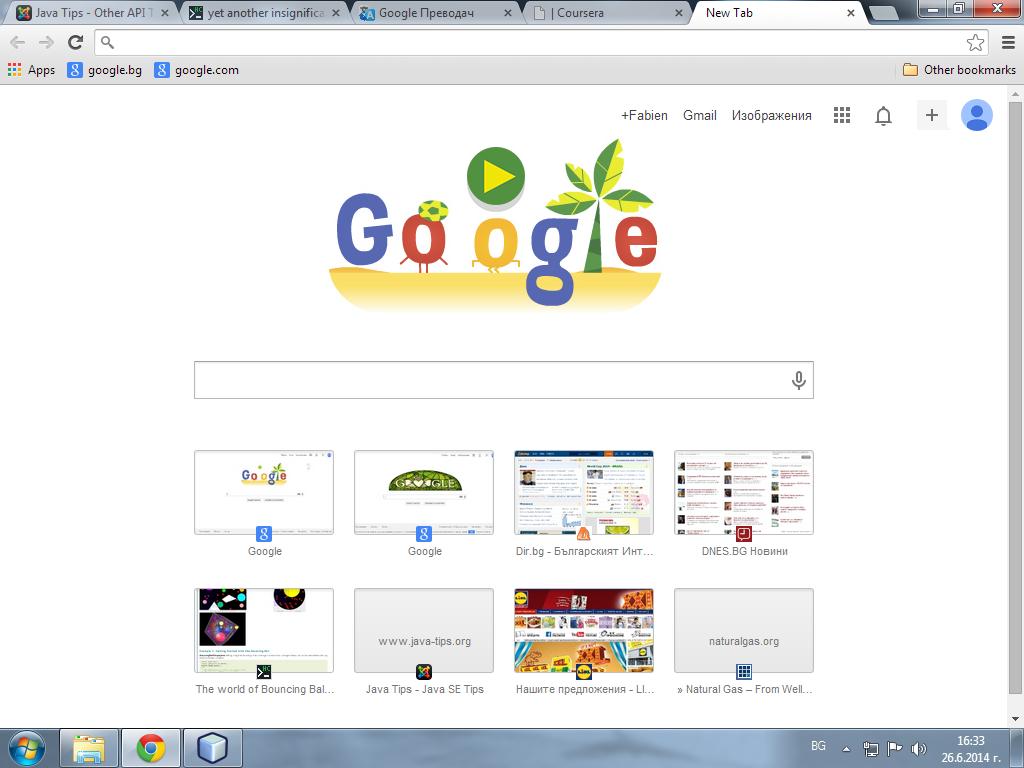 Java Tips - Other API T
yet another insignifica
Google Преводач
| Coursera
New Tab
Apps
google.bg
google.com
Other bookmarks
+Fabien
Gmail
Изображения
Google
Google
Google
Dir.bg - Българският Инт...
DNES.BG Новини
www.java-tips.org
naturalgas.org
The world of Bouncing Bal...
Java Tips - Java SE Tips
Нашите предложения - LI...
» Natural Gas – From Well...
BG
16:33
26.6.2014 г.